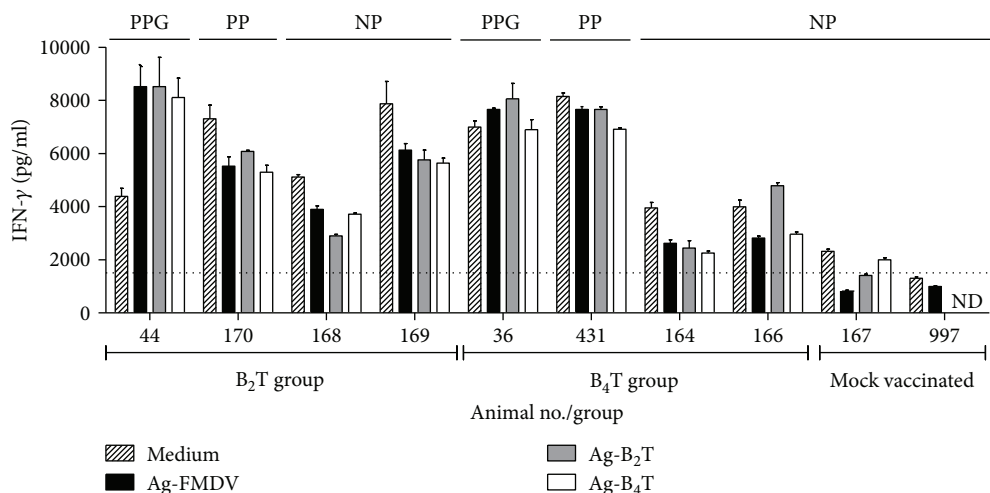 PPG PP NP PPG PP NP
10000
8000
6000
4000
2000
0
IFN-γ (pg/ml)
ND
44 170 168 169 36 431 164 166 167 997
B₂T group B₄T group Mock vaccinated
Animal no./group
Medium Ag-B₂T
Ag-FMDV Ag-B₄T